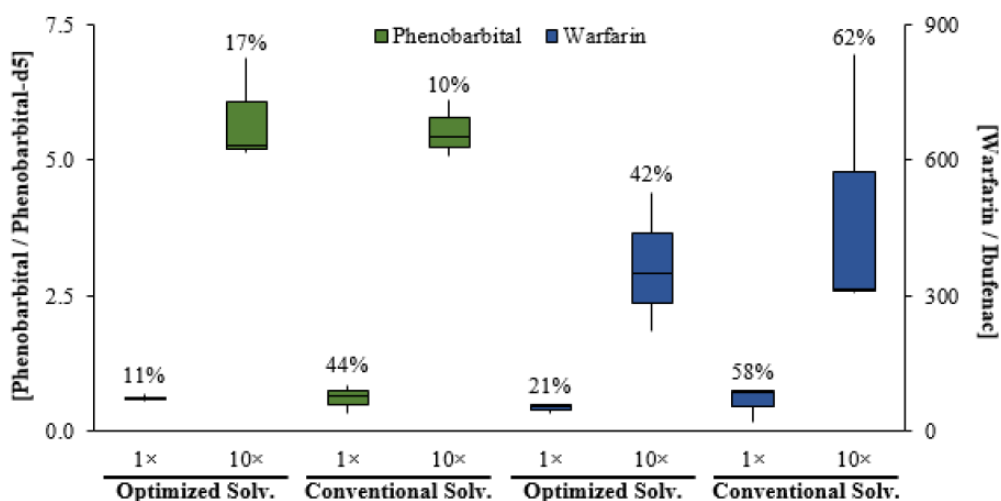 [Phenobarbital / Phenobarbital-d5]
7.5
5.0
2.5
0.0
Phenobarbital
Warfarin
900
600
300
0
[Warfarin / Ibufenac]
11%
17%
44%
10%
21%
42%
58%
62%
1× 10× 1× 10× 1× 10× 1× 10×
Optimized Solv. Conventional Solv. Optimized Solv. Conventional Solv.